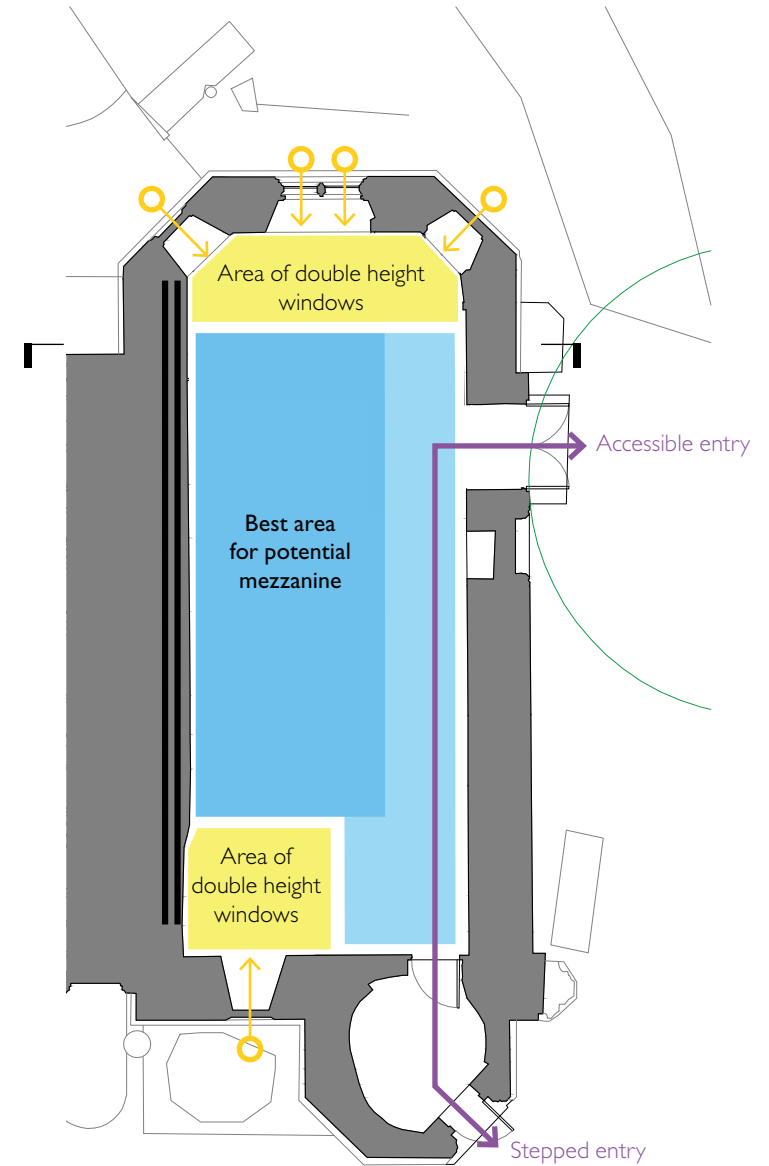 Area of double height
windows
Accessible entry
Best area
for potential
mezzanine
Area of
double height
windows
Stepped entry